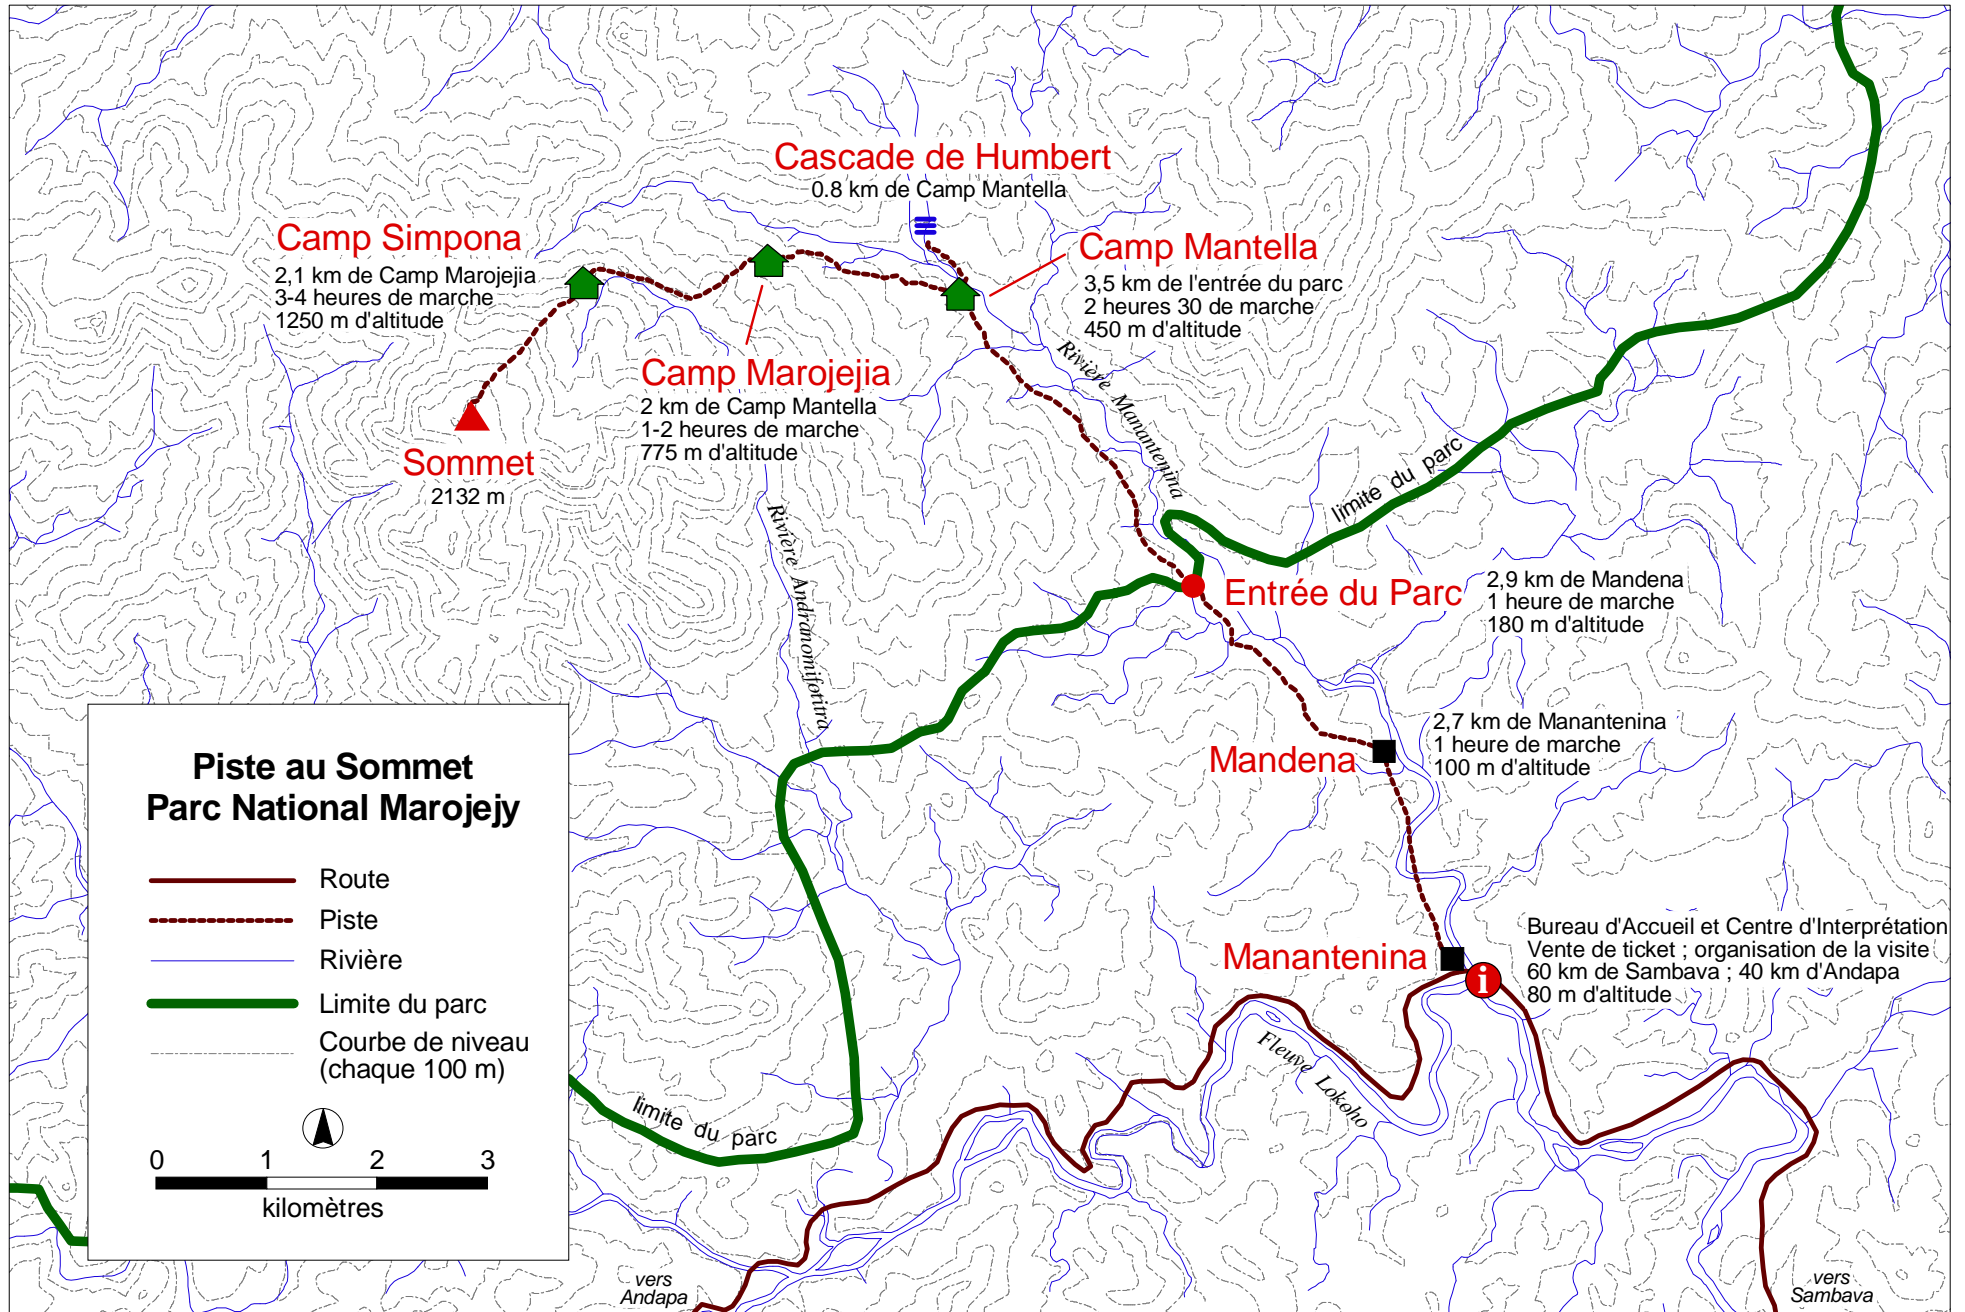 Cascade de Humbert
0.8 km de Camp Mantella
Camp Simpona
2,1 km de Camp Marojejia
3-4 heures de marche
1250 m d'altitude
Camp Mantella
3,5 km de l'entrée du parc
2 heures 30 de marche
450 m d'altitude
Camp Marojejia
2 km de Camp Mantella
1-2 heures de marche
775 m d'altitude
Sommet
2132 m
Rivière Manantenina
limite du parc
Rivière Andranomifotitra
Entrée du Parc
2,9 km de Mandena
1 heure de marche
180 m d'altitude
Mandena
2,7 km de Manantenina
1 heure de marche
100 m d'altitude
Manantenina
i
Bureau d'Accueil et Centre d'Interprétation
Vente de ticket ; organisation de la visite
60 km de Sambava ; 40 km d'Andapa
80 m d'altitude
Fleuve Lokoho
limite du parc
vers
Andapa
vers
Sambava
Piste au Sommet
Parc National Marojejy
Route
Piste
Rivière
Limite du parc
Courbe de niveau
(chaque 100 m)
0 1 2 3
kilomètres